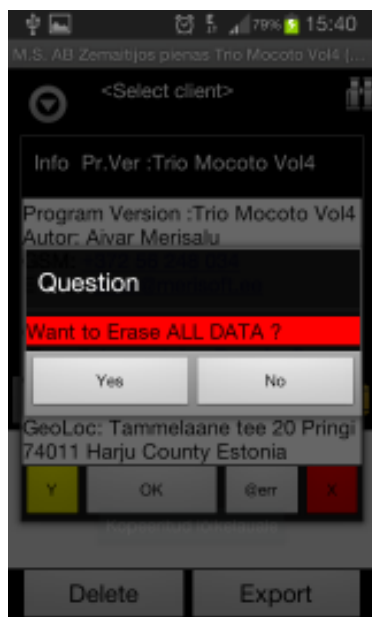 79% 15:40
M.S. AB Zemaitijos pienas Trio Mocoto Vol4 (...
<Select client>
Info Pr.Ver :Trio Mocoto Vol4
Program Version :Trio Mocoto Vol4
Autor: Aivar Merisalu
Question
Want to Erase ALL DATA ?
Yes No
GeoLoc: Tammelaane tee 20 Pringi
74011 Harju County Estonia
Y OK @err X
Delete Export